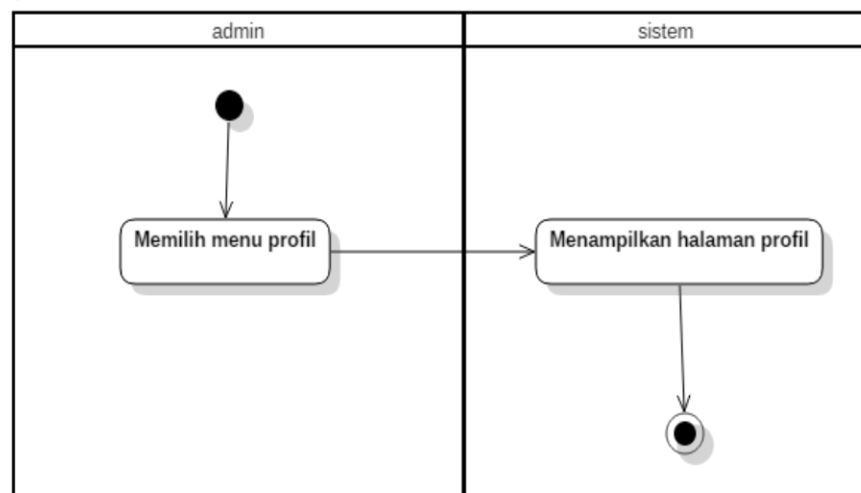 admin
sistem
Memilih menu profil
Menampilkan halaman profil